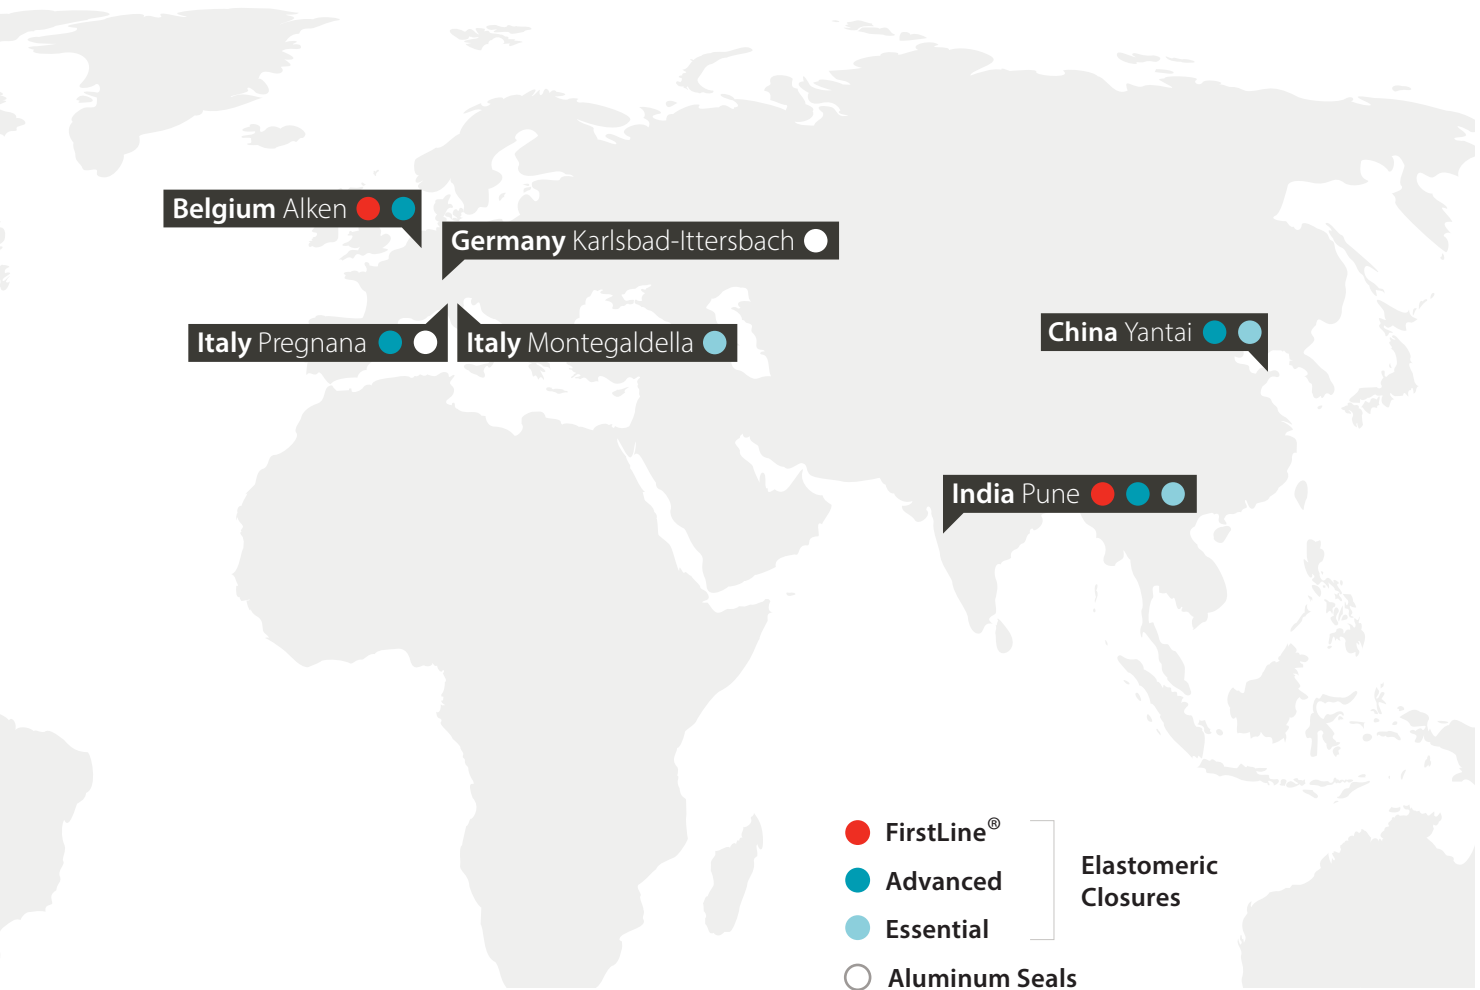 Belgium Alken
Germany Karlsbad-Ittersbach
Italy Pregnana
Italy Montegaldella
China Yantai
India Pune
FirstLine®
Advanced
Essential
Elastomeric
Closures
Aluminum Seals